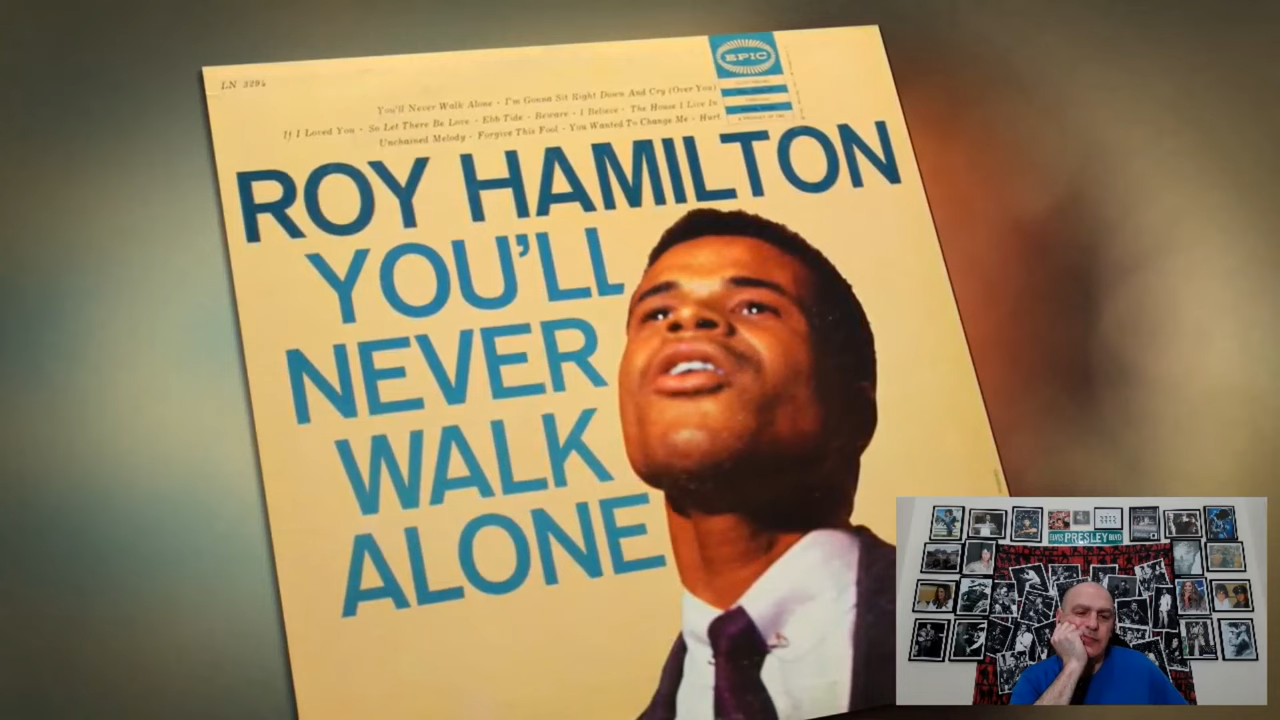 LN 3294
EPIC
You'll Never Walk Alone · I'm Gonna Sit Right Down And Cry (Over You)
If I Loved You · So Let There Be Love · Ebb Tide · Beware · I Believe · The House I Live In
Unchained Melody · Forgive This Fool · You Wanted To Change Me · Hurt
ROY HAMILTON
YOU'LL
NEVER
WALK
ALONE
ELVIS PRESLEY BLVD